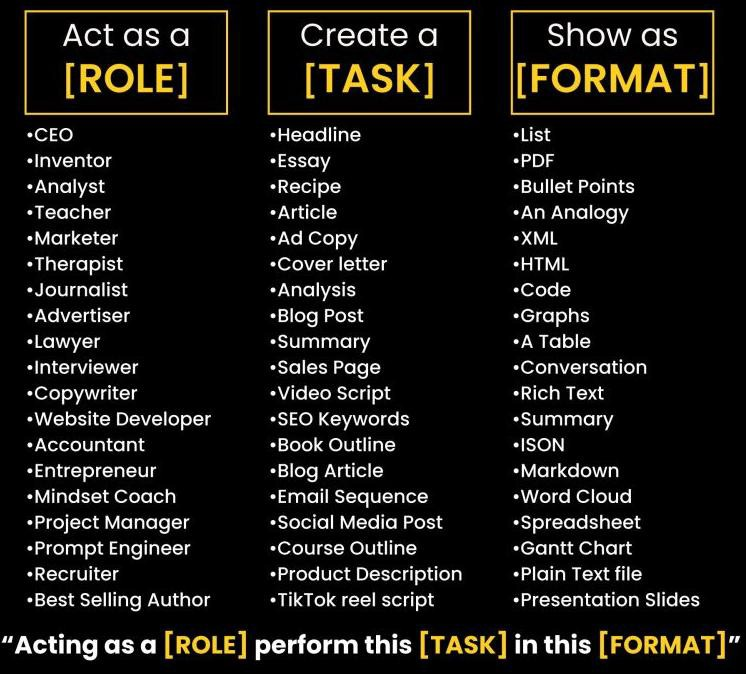 Act as a
[ROLE]
•CEO
•Inventor
•Analyst
•Teacher
•Marketer
•Therapist
•Journalist
•Advertiser
•Lawyer
•Interviewer
•Copywriter
•Website Developer
•Accountant
•Entrepreneur
•Mindset Coach
•Project Manager
•Prompt Engineer
•Recruiter
•Best Selling Author
Create a
[TASK]
•Headline
•Essay
•Recipe
•Article
•Ad Copy
•Cover letter
•Analysis
•Blog Post
•Summary
•Sales Page
•Video Script
•SEO Keywords
•Book Outline
•Blog Article
•Email Sequence
•Social Media Post
•Course Outline
•Product Description
•TikTok reel script
Show as
[FORMAT]
•List
•PDF
•Bullet Points
•An Analogy
•XML
•HTML
•Code
•Graphs
•A Table
•Conversation
•Rich Text
•Summary
•ISON
•Markdown
•Word Cloud
•Spreadsheet
•Gantt Chart
•Plain Text file
•Presentation Slides
“Acting as a [ROLE] perform this [TASK] in this [FORMAT]”